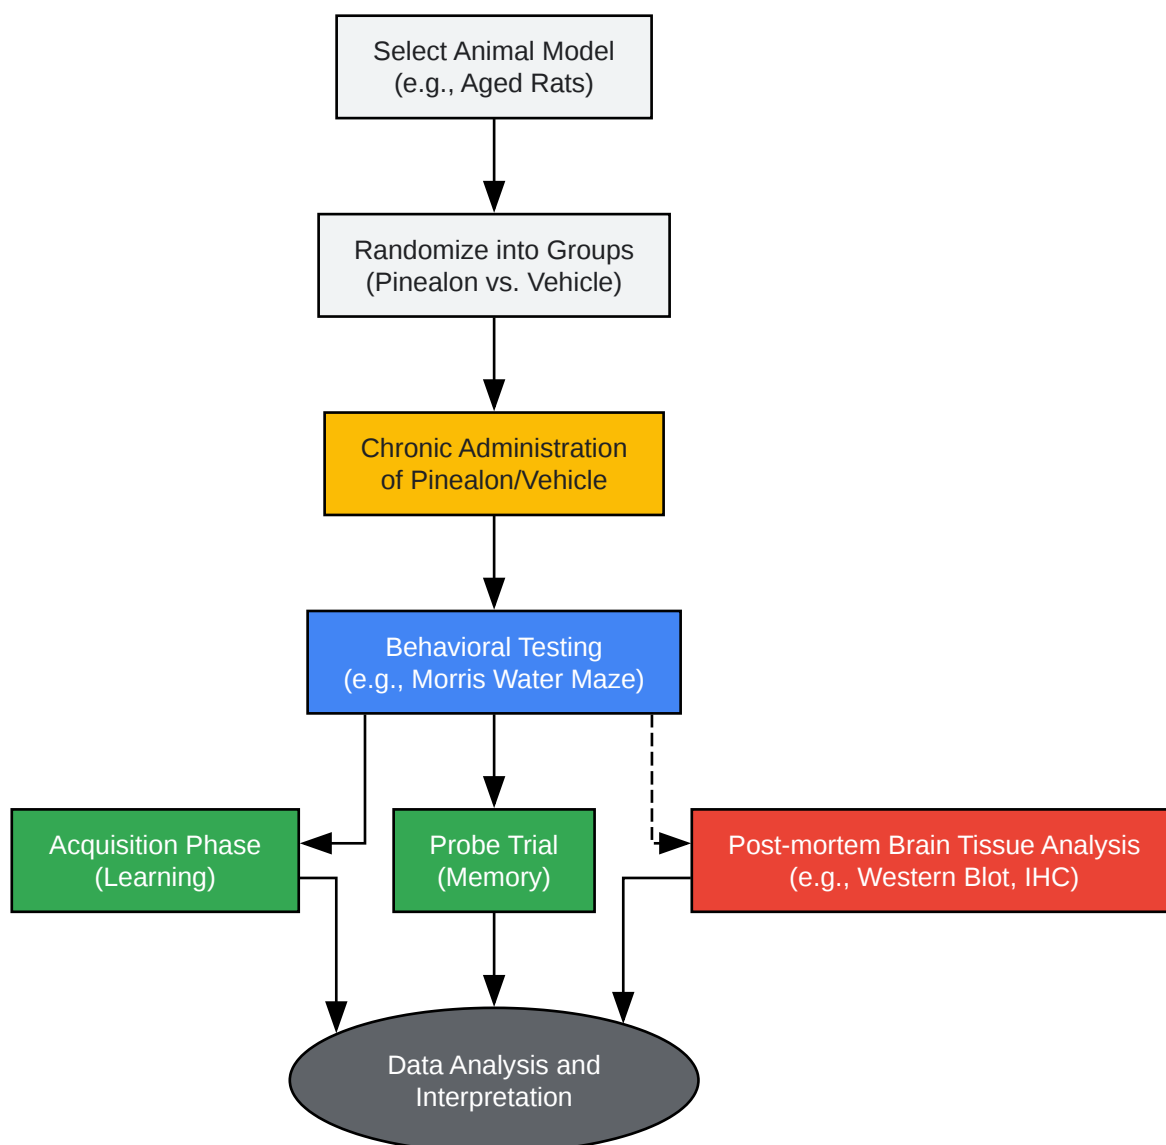 Select Animal Model
(e.g., Aged Rats)
Randomize into Groups
(Pinealon vs. Vehicle)
Chronic Administration
of Pinealon/Vehicle
Behavioral Testing
(e.g., Morris Water Maze)
Acquisition Phase
(Learning)
Probe Trial
(Memory)
Post-mortem Brain Tissue Analysis
(e.g., Western Blot, IHC)
Data Analysis and
Interpretation